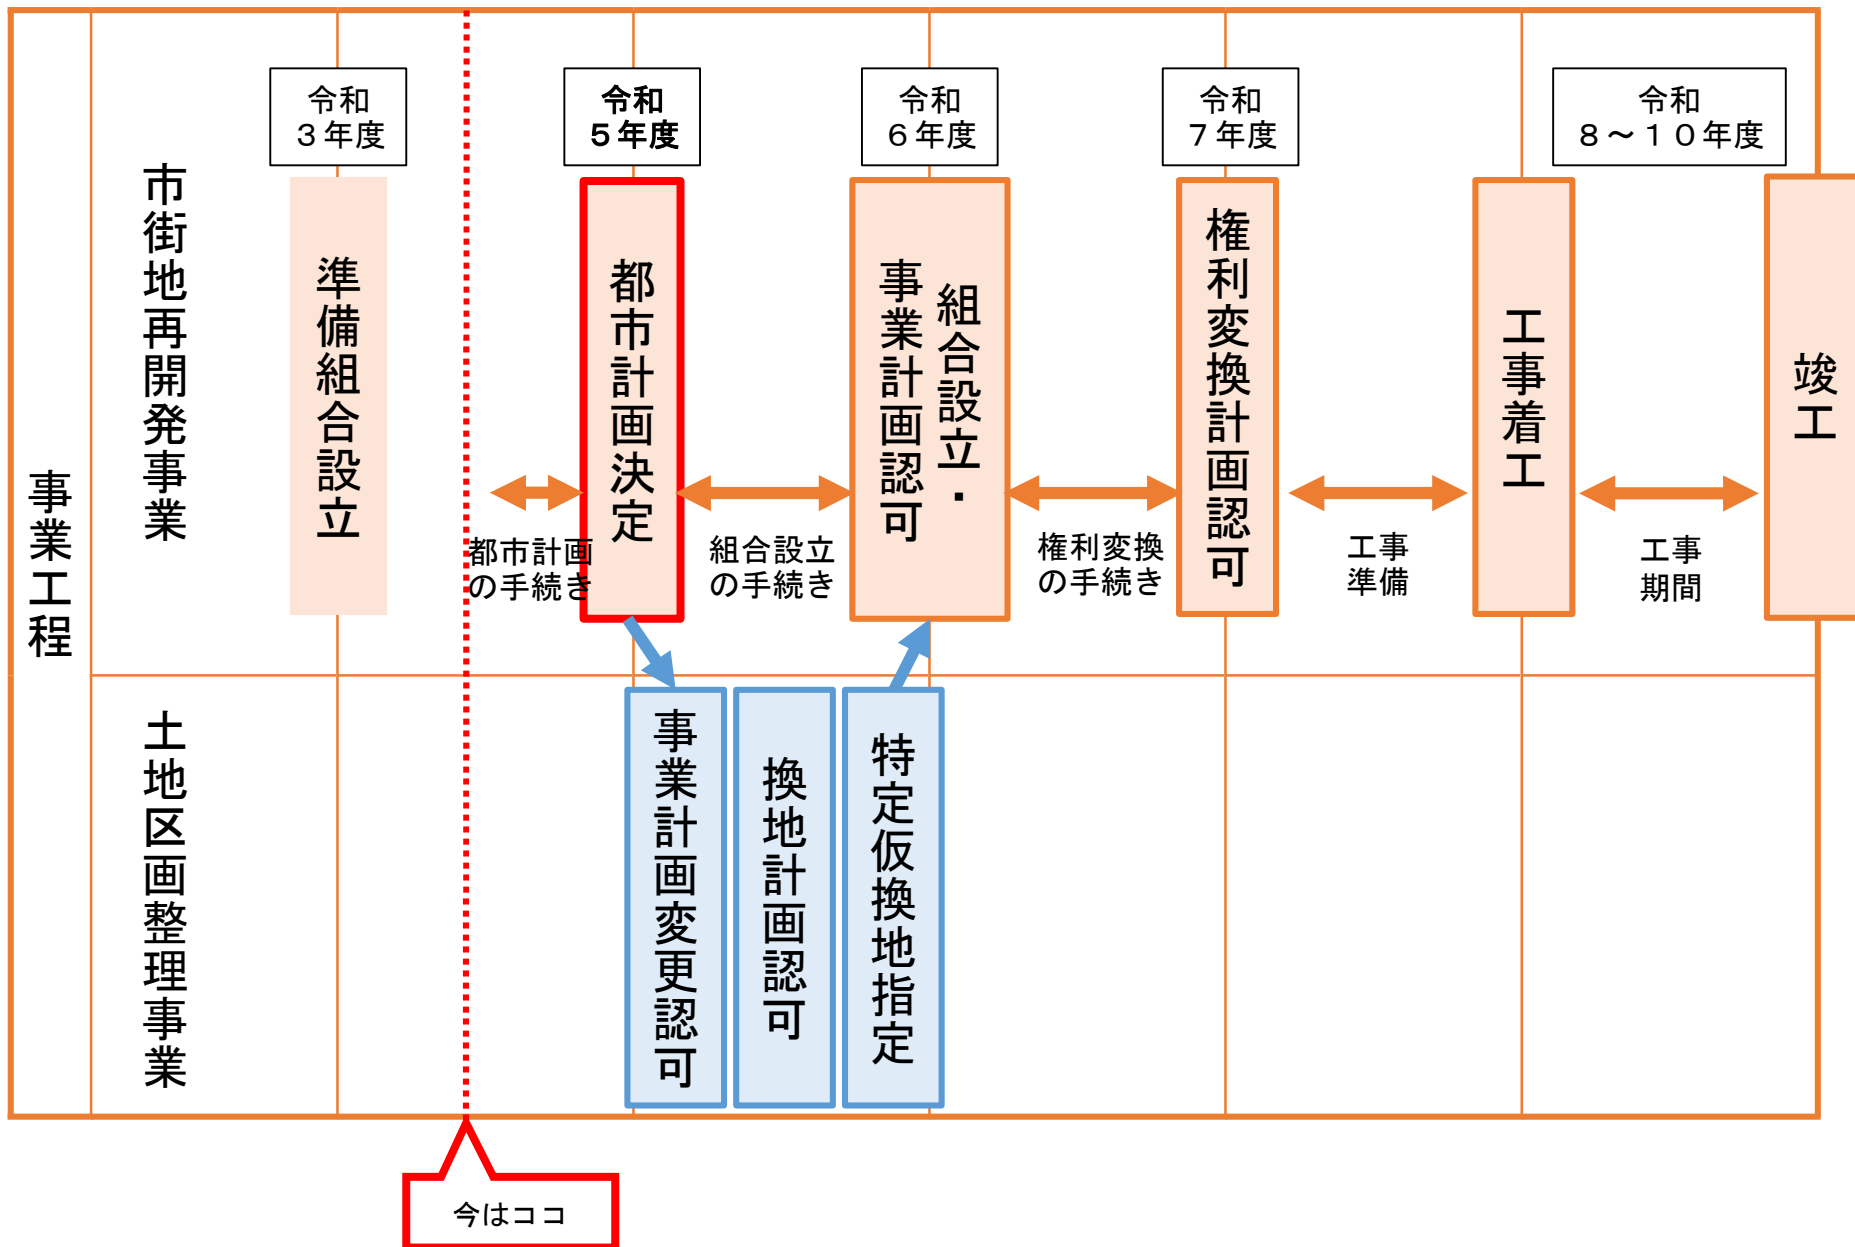 事業工程
市街地再開発事業
令和
３年度
令和
５年度
令和
６年度
令和
７年度
令和
８～１０年度
準備組合設立
都市計画決定
組合設立・
事業計画認可
権利変換計画認可
工事着工
竣工
都市計画
の手続き
組合設立
の手続き
権利変換
の手続き
工事
準備
工事
期間
土地区画整理事業
事業計画変更認可
換地計画認可
特定仮換地指定
今はココ